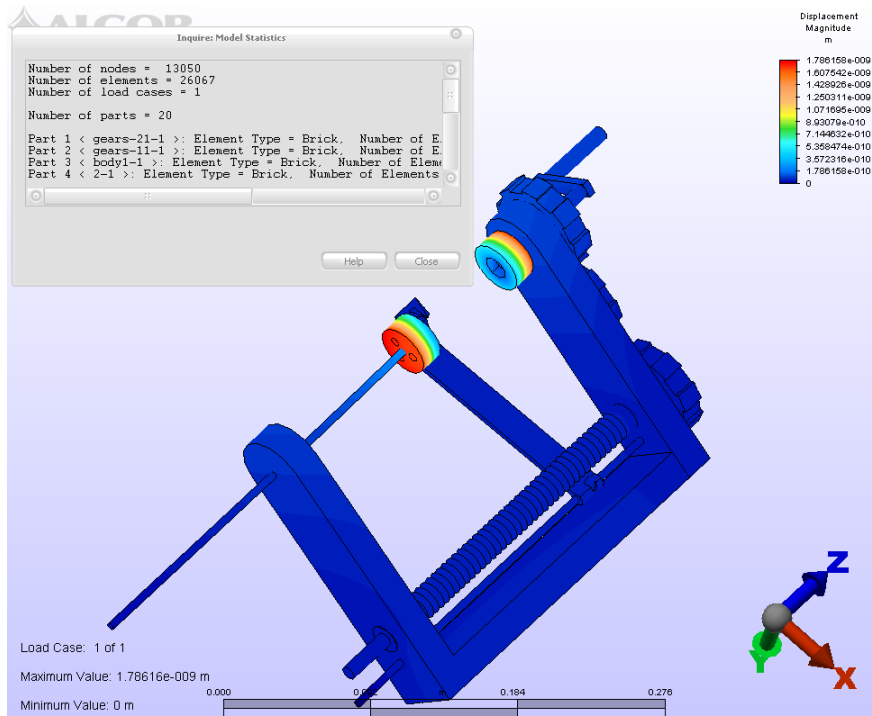 ALGOR
Inquire: Model Statistics
Number of nodes = 13050
Number of elements = 26067
Number of load cases = 1
Number of parts = 20
Part 1 < gears-21-1 >: Element Type = Brick, Number of E
Part 2 < gears-11-1 >: Element Type = Brick, Number of E
Part 3 < body1-1 >: Element Type = Brick, Number of Eleme
Part 4 < 2-1 >: Element Type = Brick, Number of Elements
Help
Close
Displacement
Magnitude
m
1.786158e-009
1.607542e-009
1.428926e-009
1.250311e-009
1.071695e-009
8.93079e-010
7.144632e-010
5.358474e-010
3.572316e-010
1.786158e-010
0
Z
X
Y
Load Case: 1 of 1
Maximum Value: 1.78616e-009 m
Minimum Value: 0 m
0.000
m
0.184
0.276